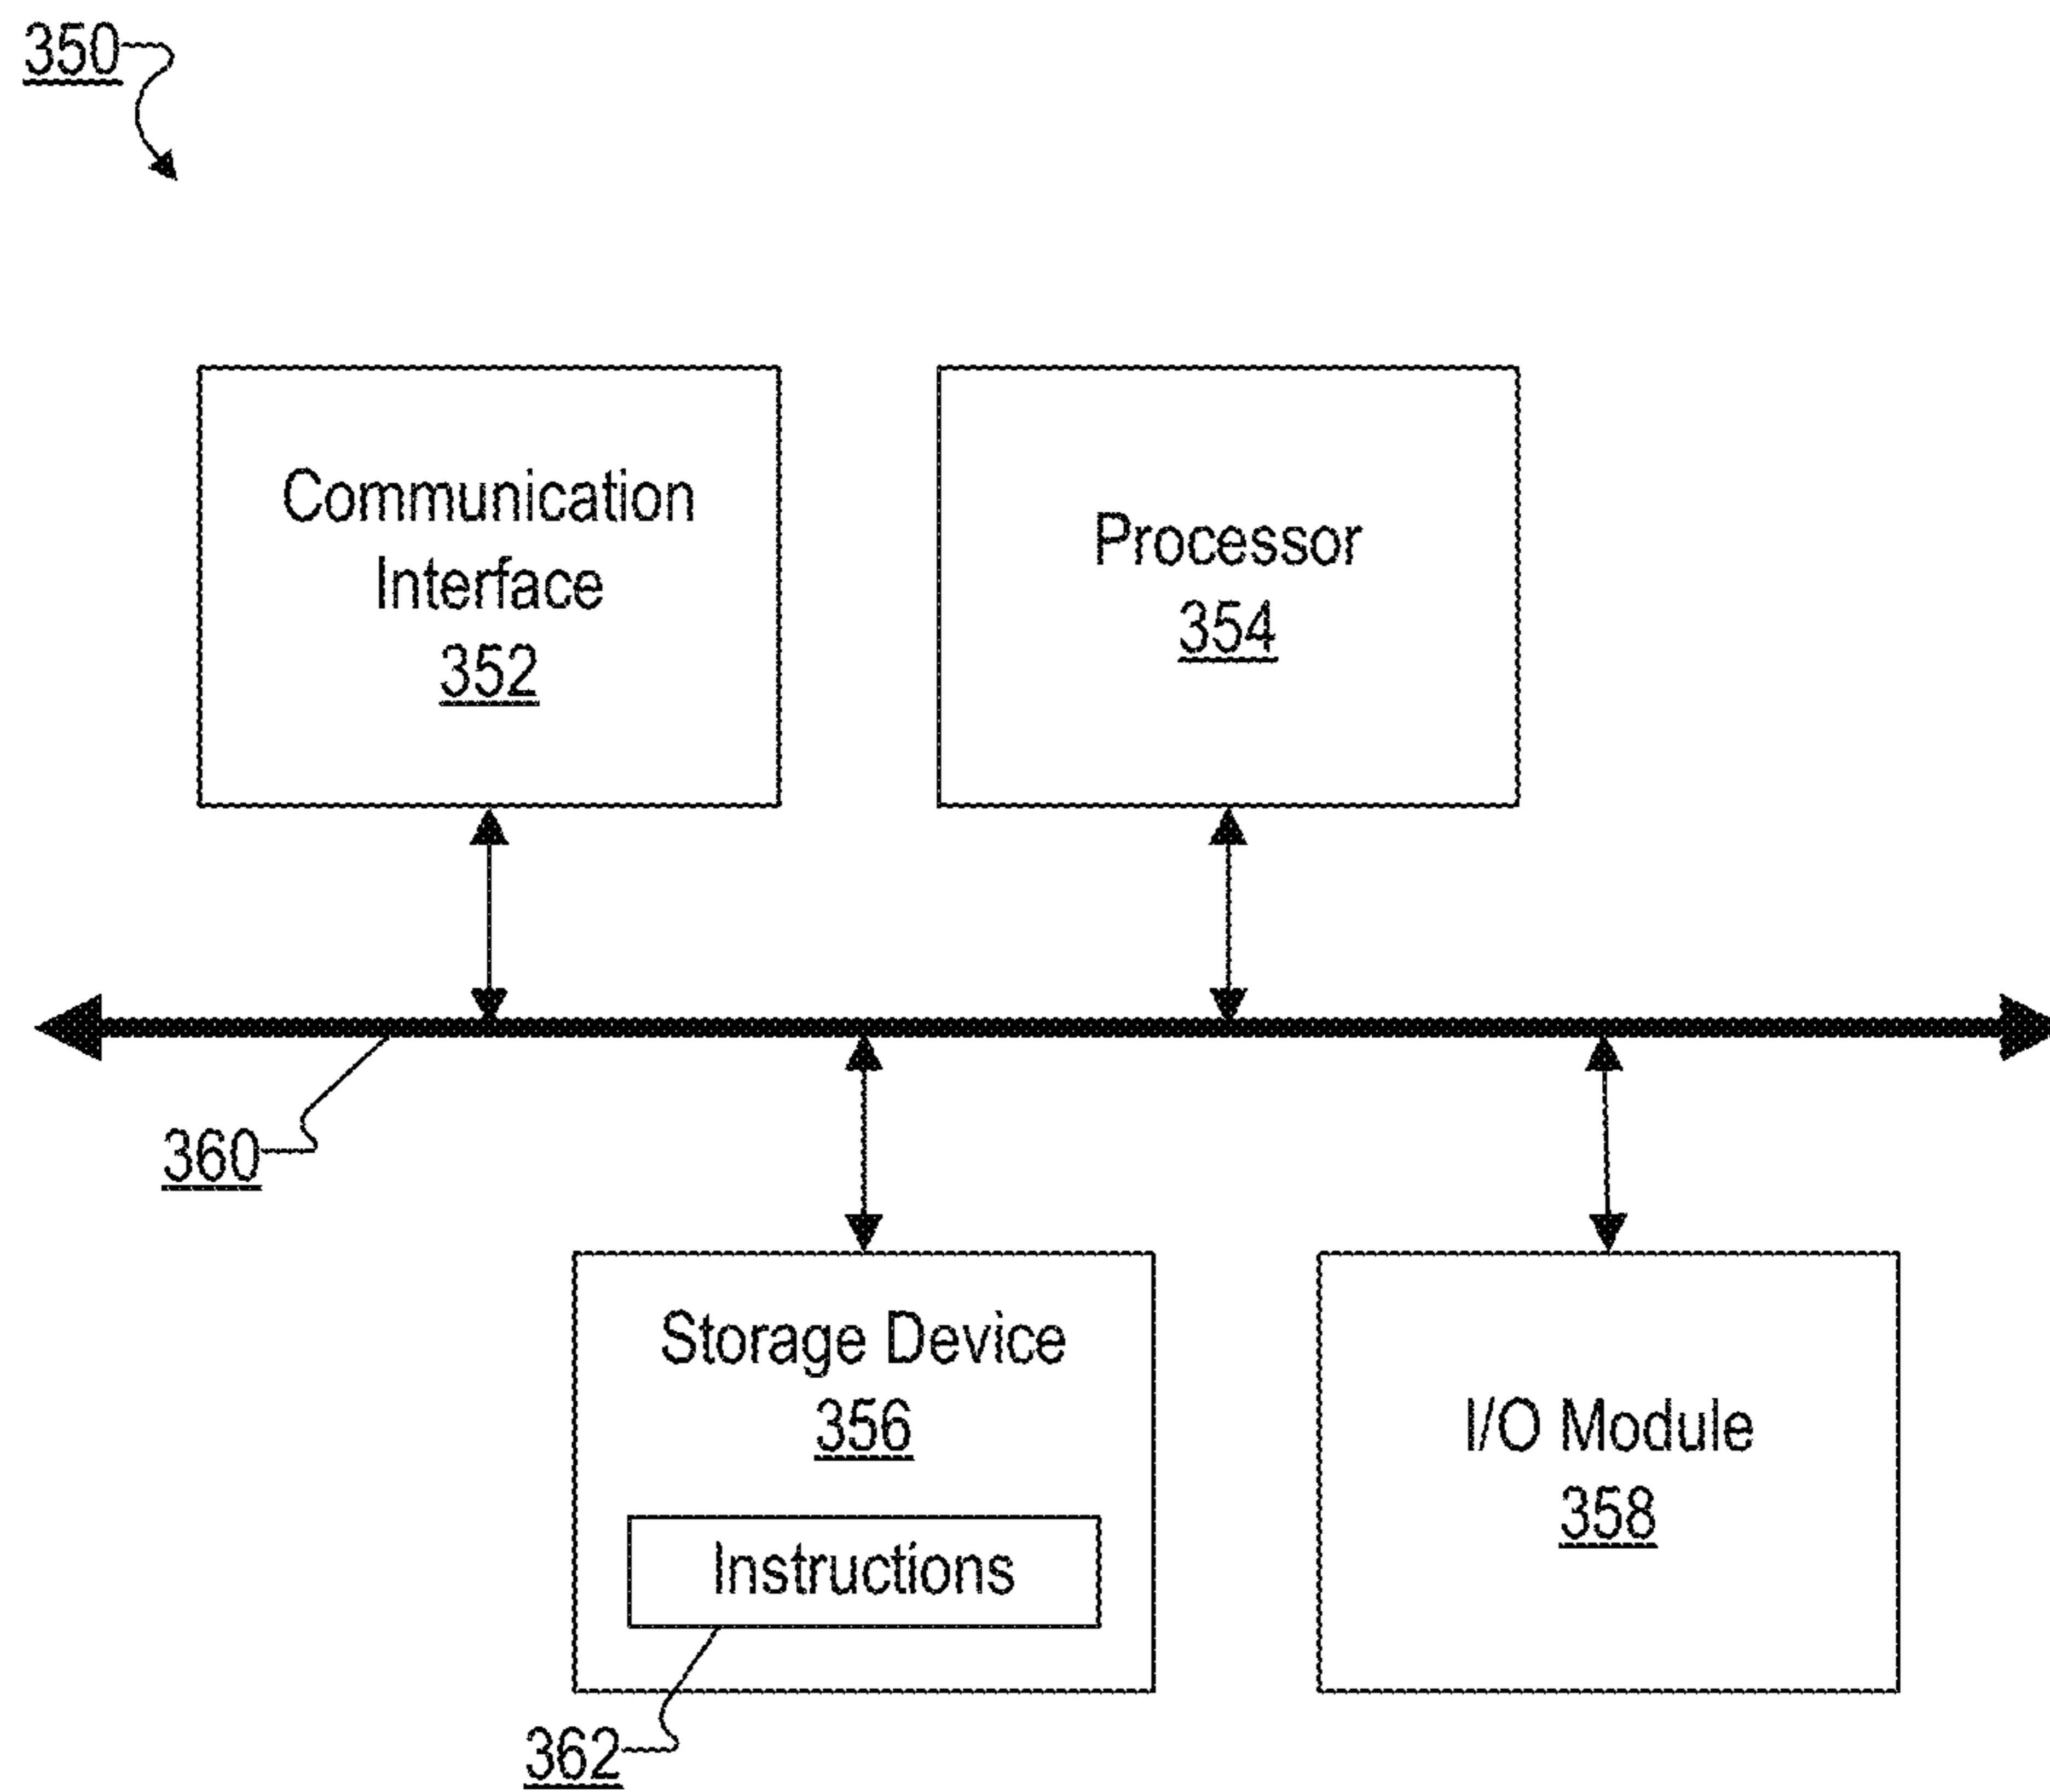 350
Communication
Interface
352
Processor
354
360
Storage Device
356
Instructions
362
I/O Module
358